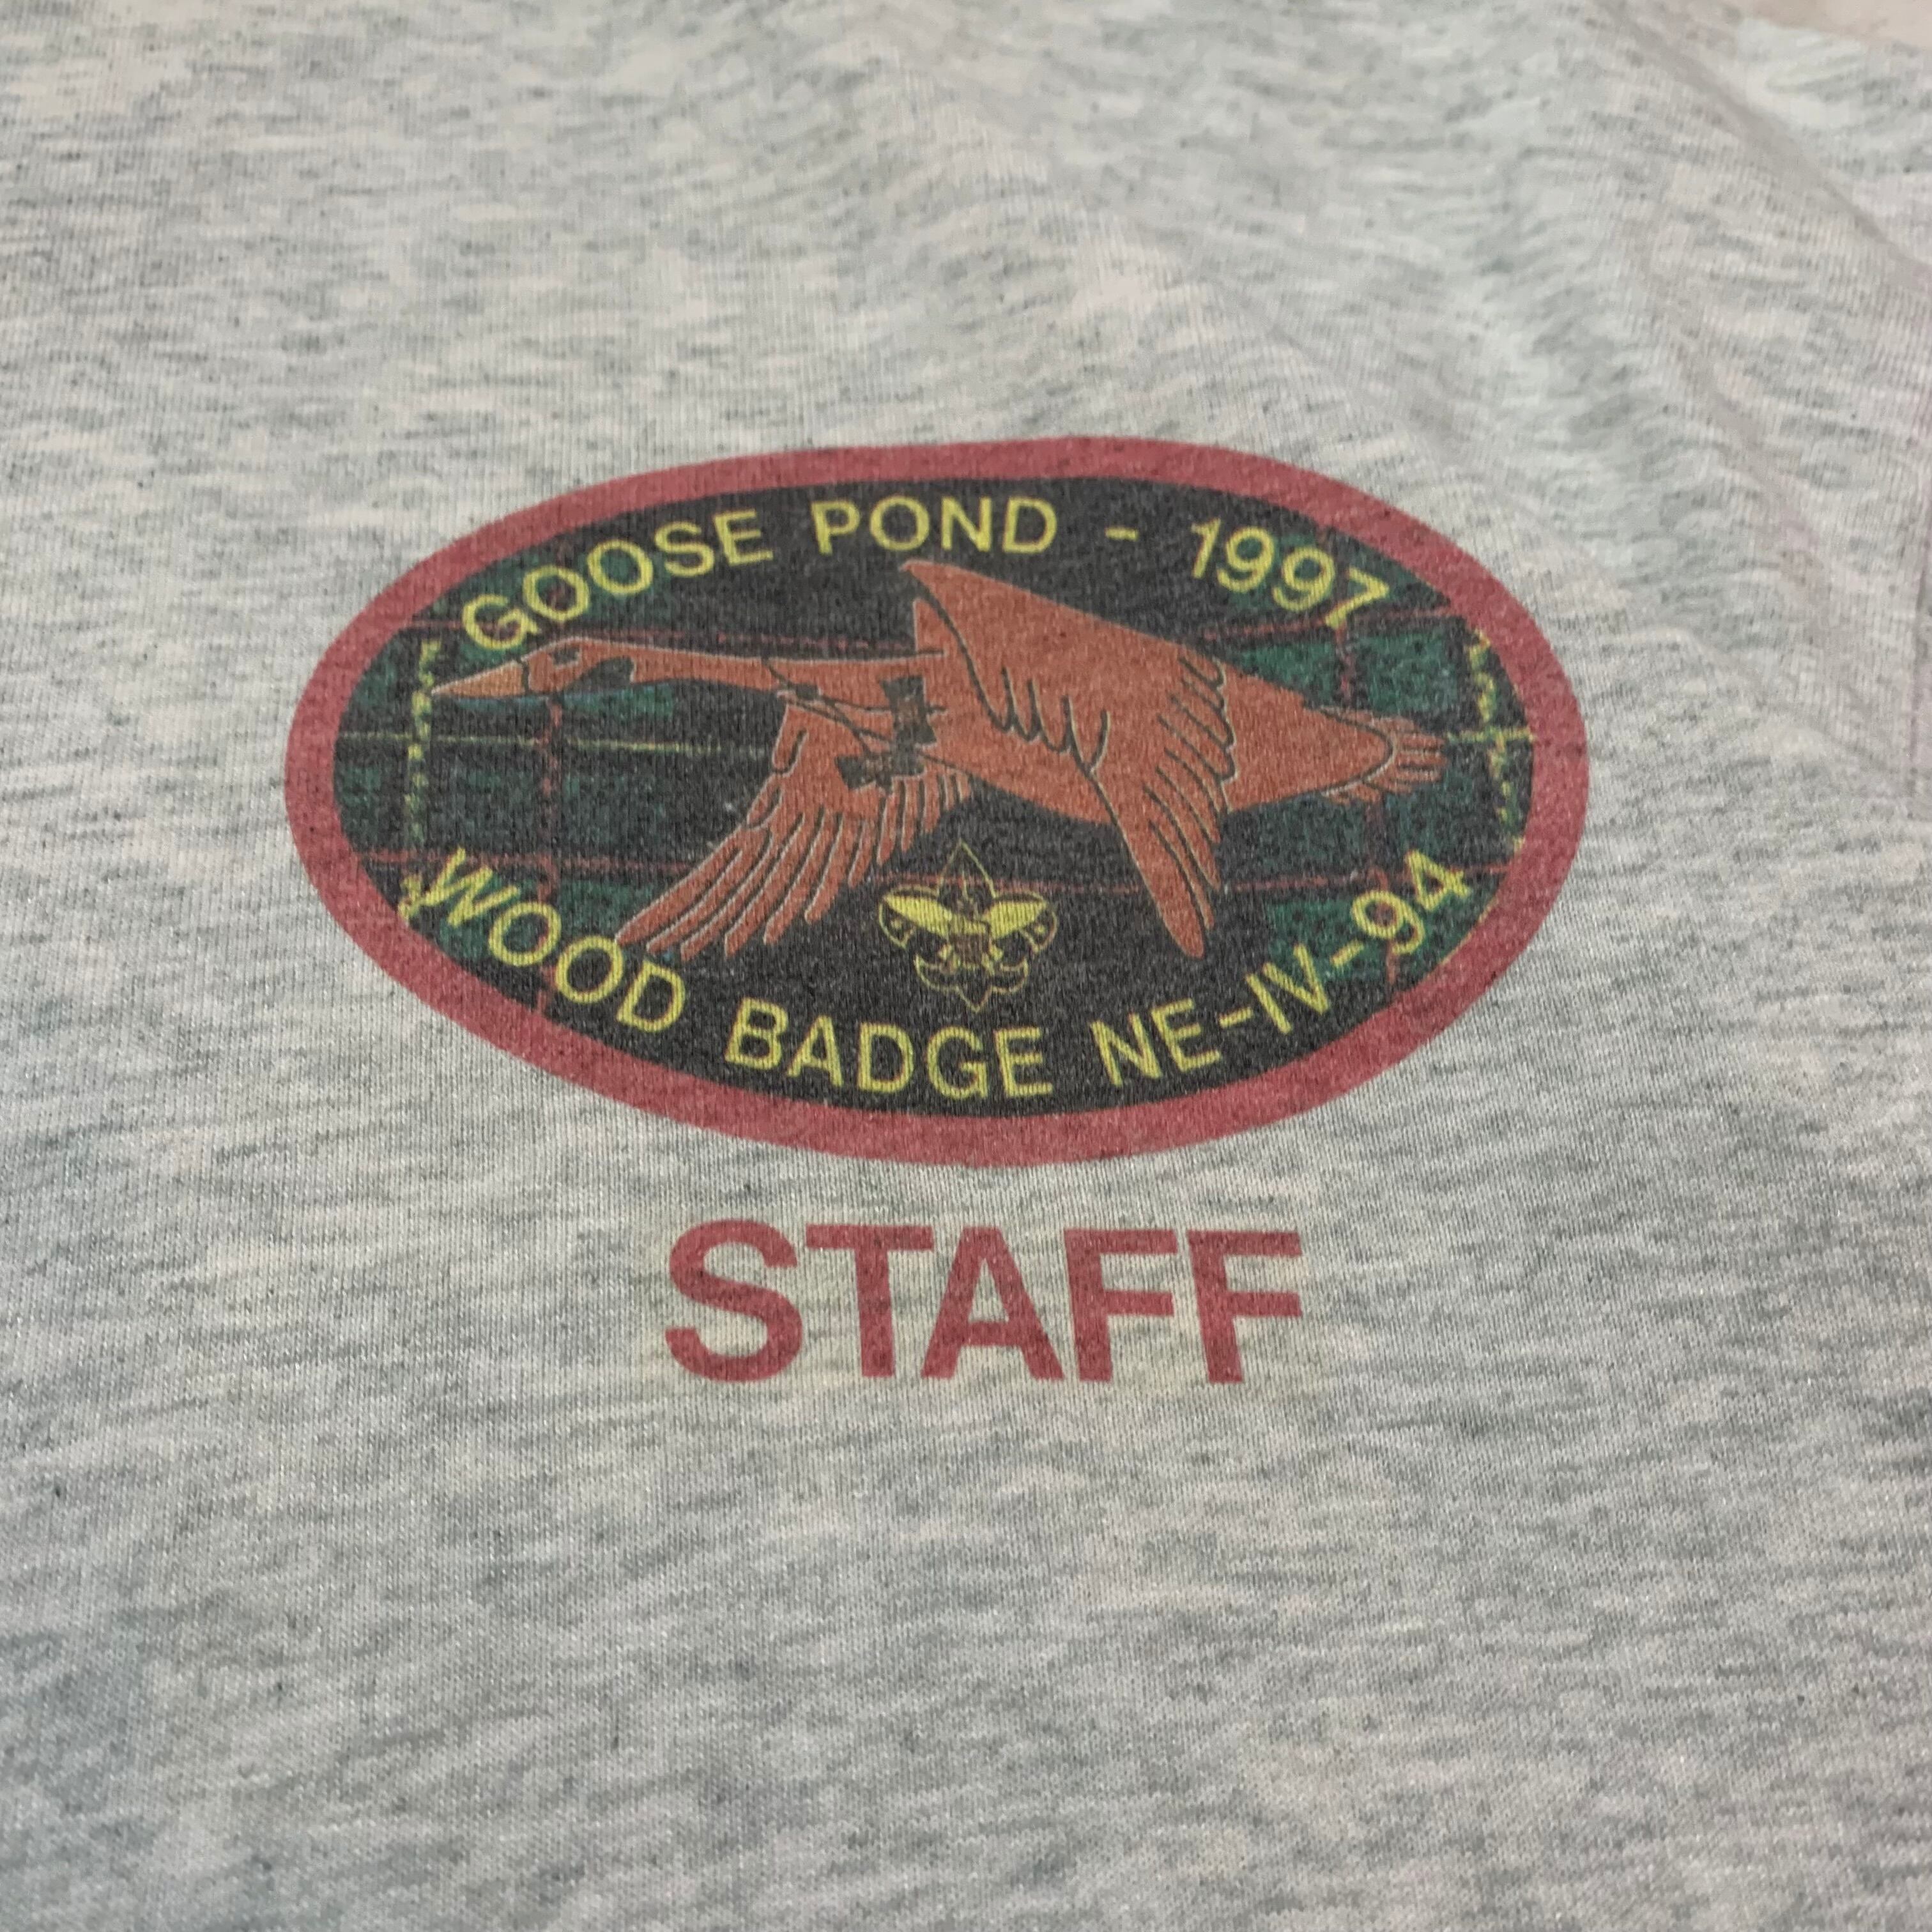 GOOSE POND - 1997
WOOD BADGE NE-IV-94
STAFF